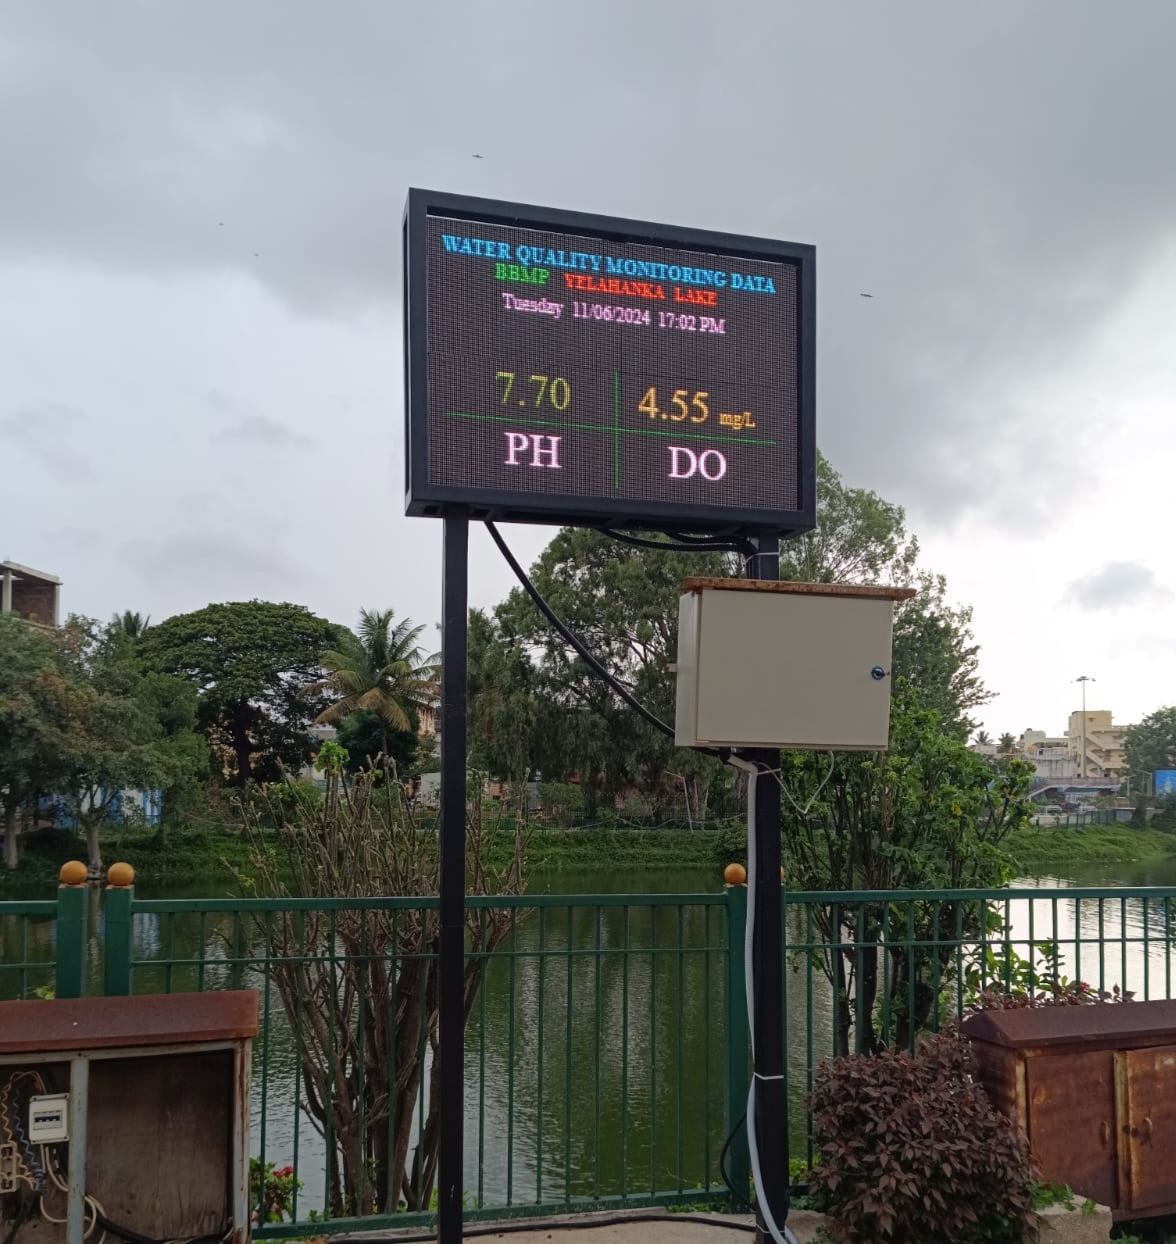 WATER QUALITY MONITORING DATA
BBMP YELAHANKA LAKE
Tuesday 11/06/2024 17:02 PM
7.70
4.55 mg/L
PH
DO